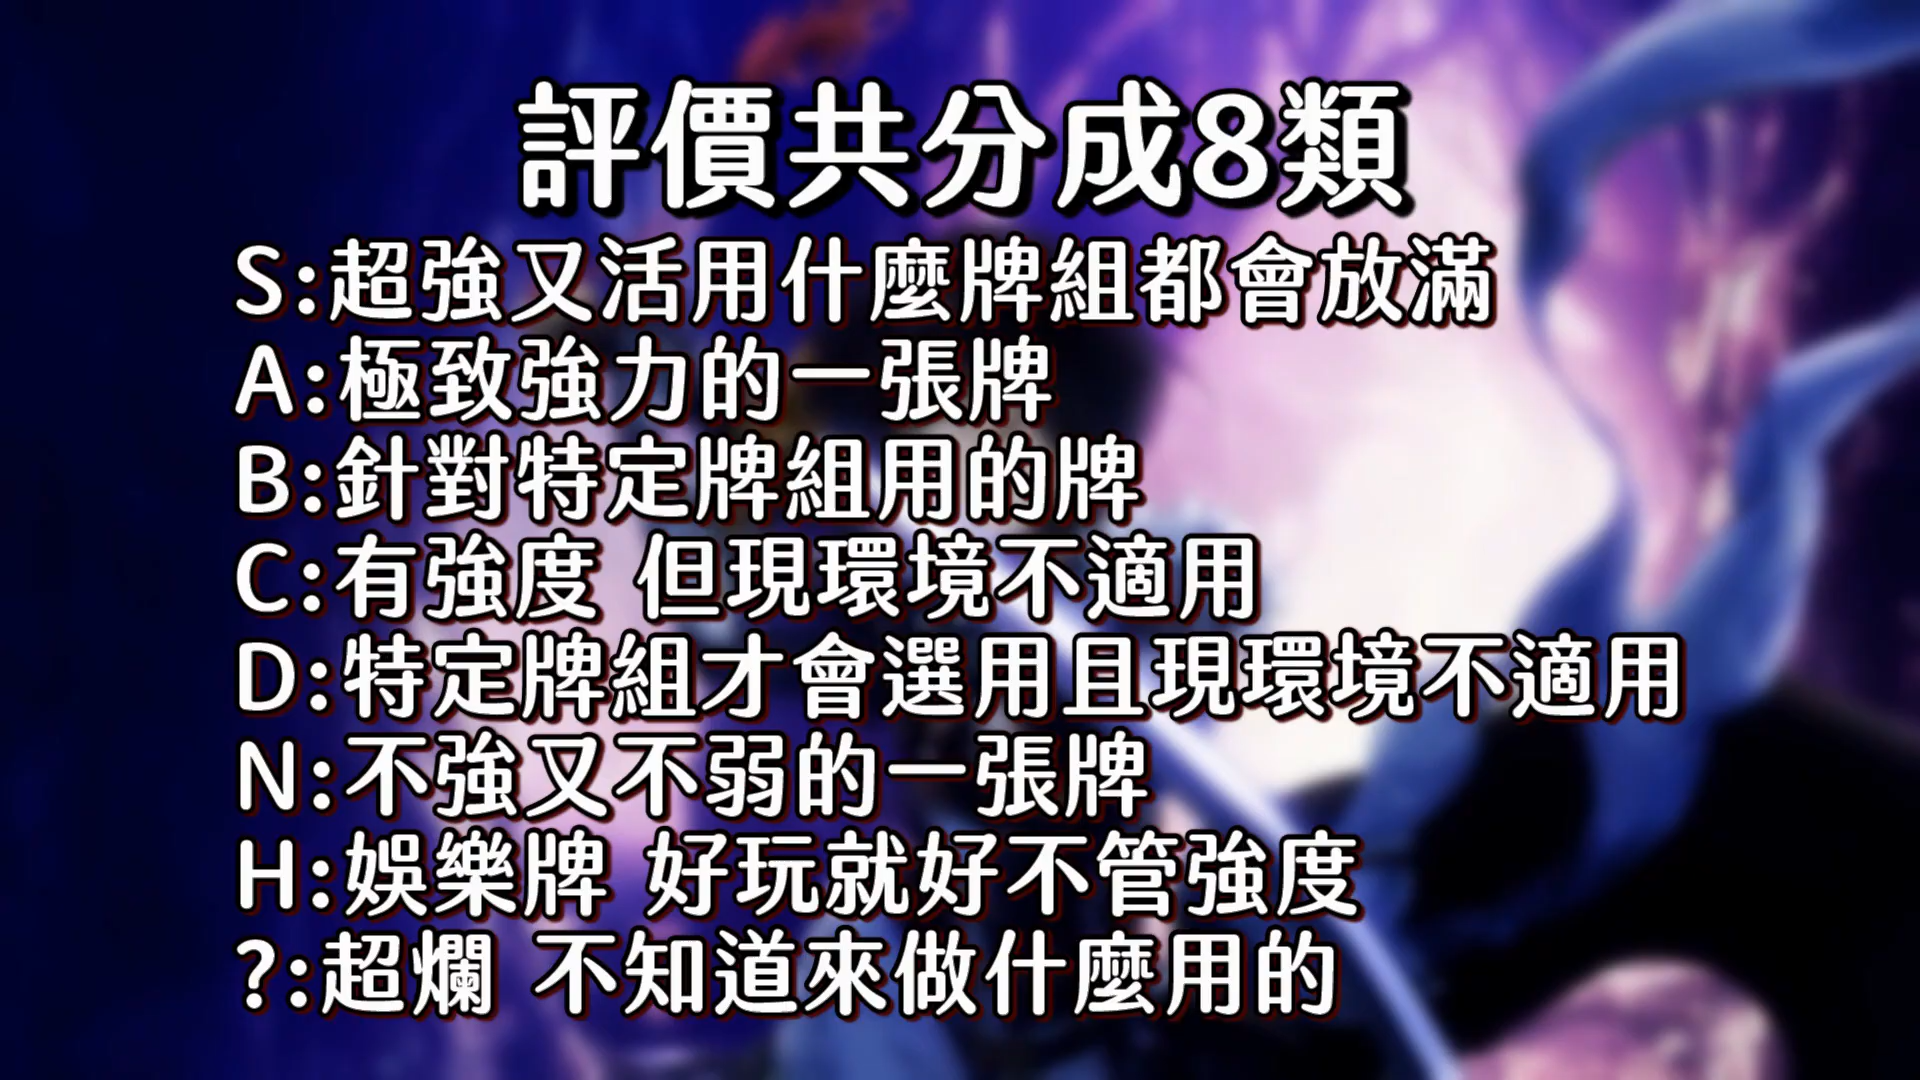 評價共分成8類
S:超強又活用什麼牌組都會放滿
A:極致強力的一張牌
B:針對特定牌組用的牌
C:有強度 但現環境不適用
D:特定牌組才會選用且現環境不適用
N:不強又不弱的一張牌
H:娛樂牌 好玩就好不管強度
?:超爛 不知道來做什麼用的